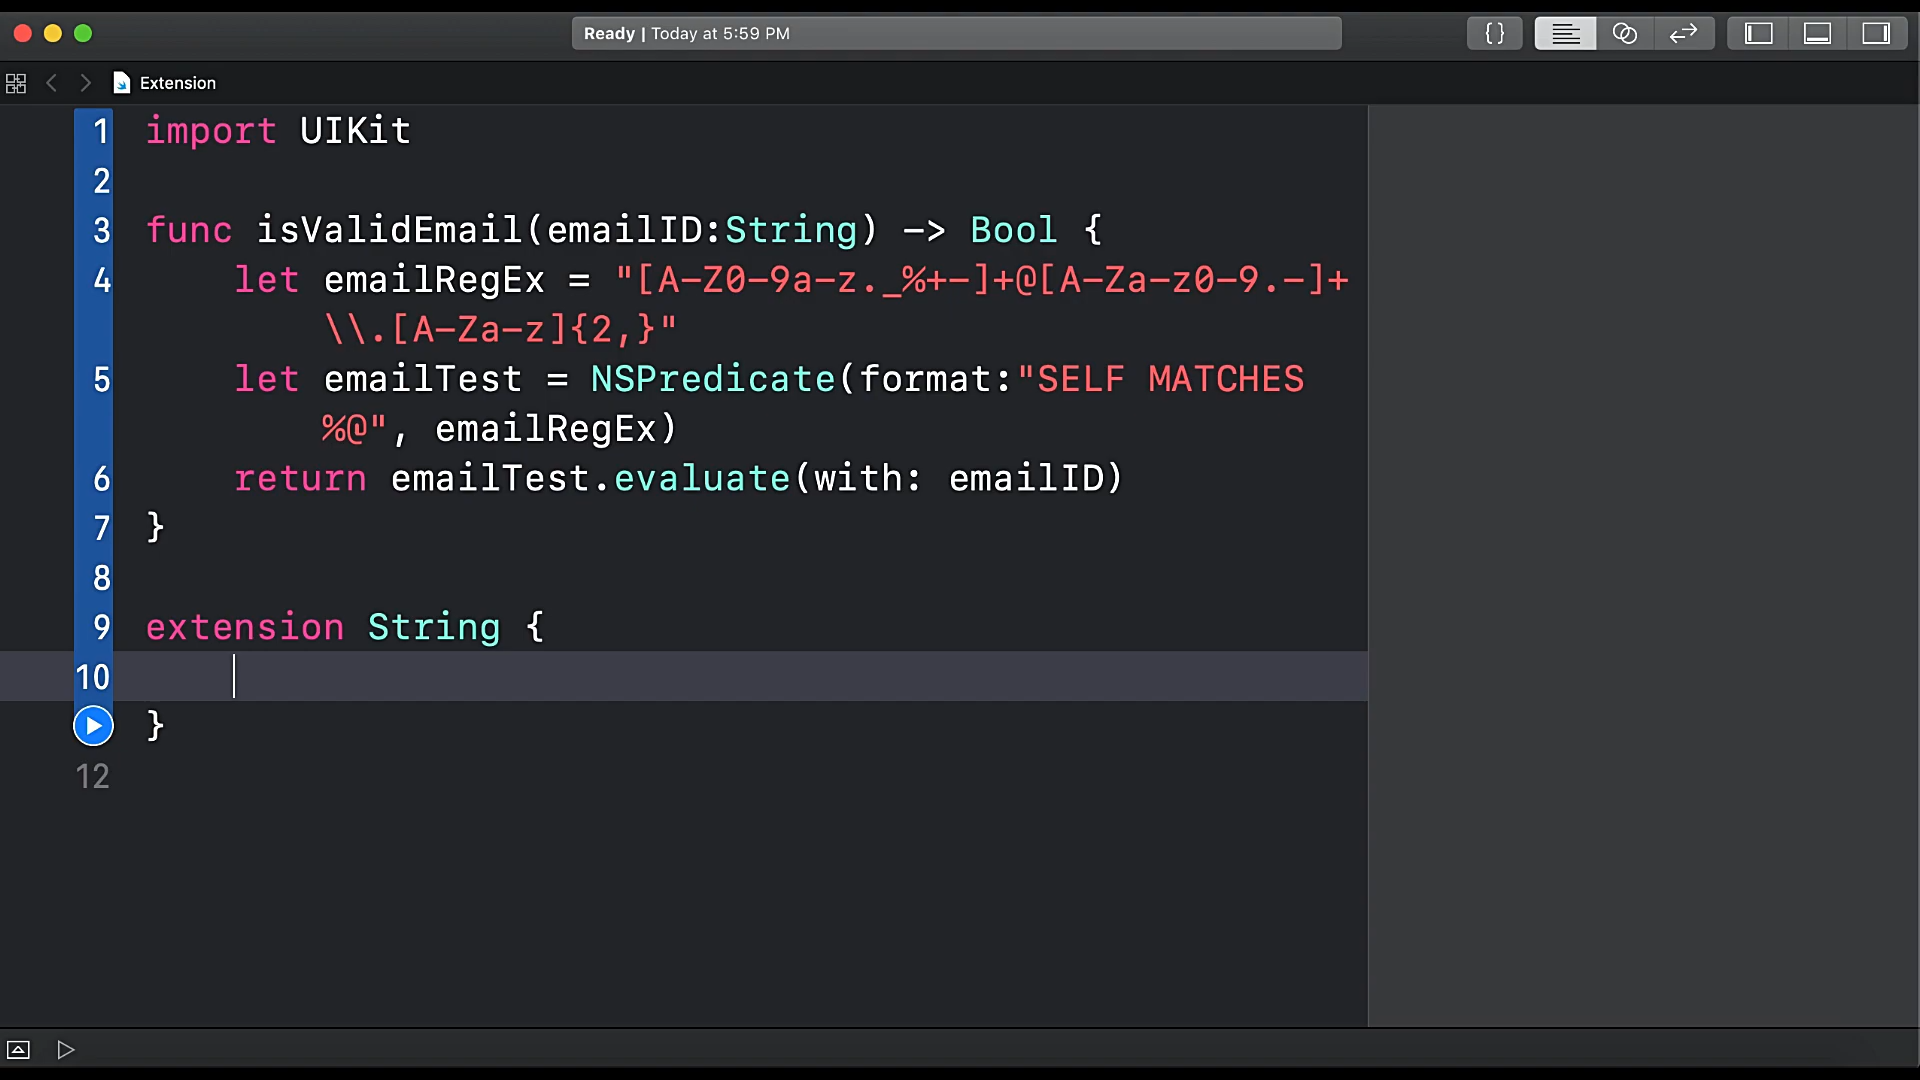 Ready | Today at 5:59 PM
{}
Extension
1 import UIKit
2
3 func isValidEmail(emailID:String) -> Bool {
4 let emailRegEx = "[A-Z0-9a-z._%+-]+@[A-Za-z0-9.-]+
\\.[A-Za-z]{2,}"
5 let emailTest = NSPredicate(format:"SELF MATCHES
%@", emailRegEx)
6 return emailTest.evaluate(with: emailID)
7 }
8
9 extension String {
10
}
12